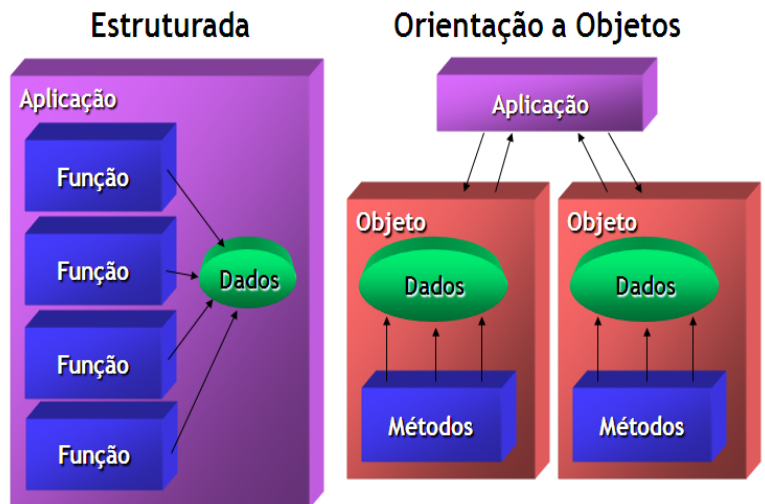 Estruturada
Aplicação
Função
Função
Função
Função
Dados
Orientação a Objetos
Aplicação
Objeto
Dados
Métodos
Objeto
Dados
Métodos